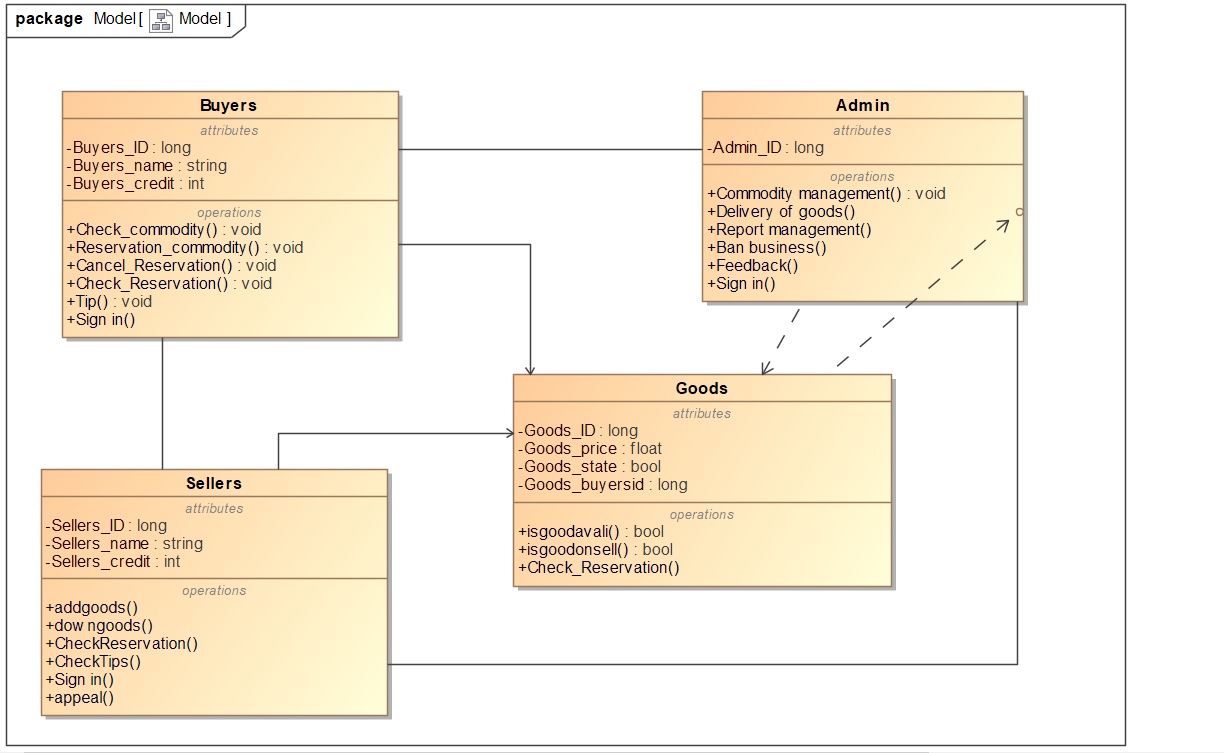 package Model[ Model ]
Buyers
attributes
-Buyers_ID : long
-Buyers_name : string
-Buyers_credit : int
operations
+Check_commodity() : void
+Reservation_commodity() : void
+Cancel_Reservation() : void
+Check_Reservation() : void
+Tip() : void
+Sign in()
Admin
attributes
-Admin_ID : long
operations
+Commodity management() : void
+Delivery of goods()
+Report management()
+Ban business()
+Feedback()
+Sign in()
Goods
attributes
-Goods_ID : long
-Goods_price : float
-Goods_state : bool
-Goods_buyersid : long
operations
+isgoodavali() : bool
+isgoodonsell() : bool
+Check_Reservation()
Sellers
attributes
-Sellers_ID : long
-Sellers_name : string
-Sellers_credit : int
operations
+addgoods()
+dow ngoods()
+CheckReservation()
+CheckTips()
+Sign in()
+appeal()